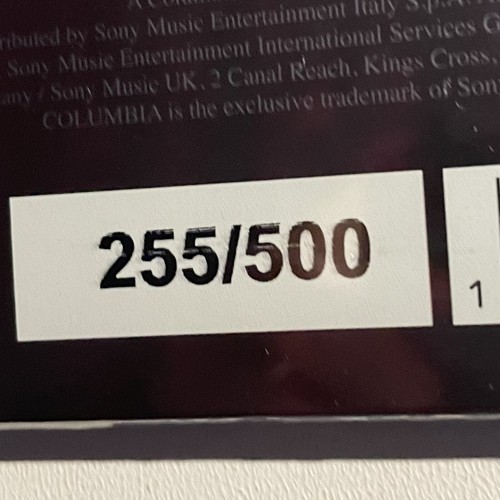 A Colum
ributed by Sony Music Entertainment Italy S.p.A.
Sony Music Entertainment International Services G
any / Sony Music UK, 2 Canal Reach, Kings Cross,
COLUMBIA is the exclusive trademark of Son
255/500
1